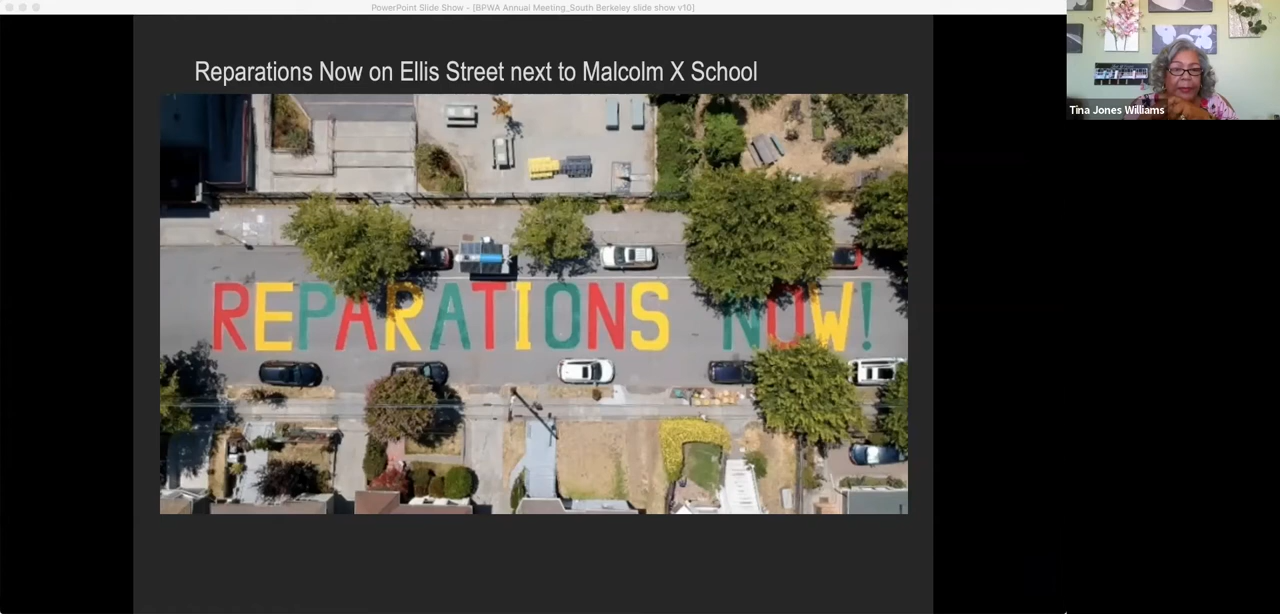 PowerPoint Slide Show - [BPWA Annual Meeting_South Berkeley slide show v10]
Reparations Now on Ellis Street next to Malcolm X School
Tina Jones Williams
REPARATIONS NOW!